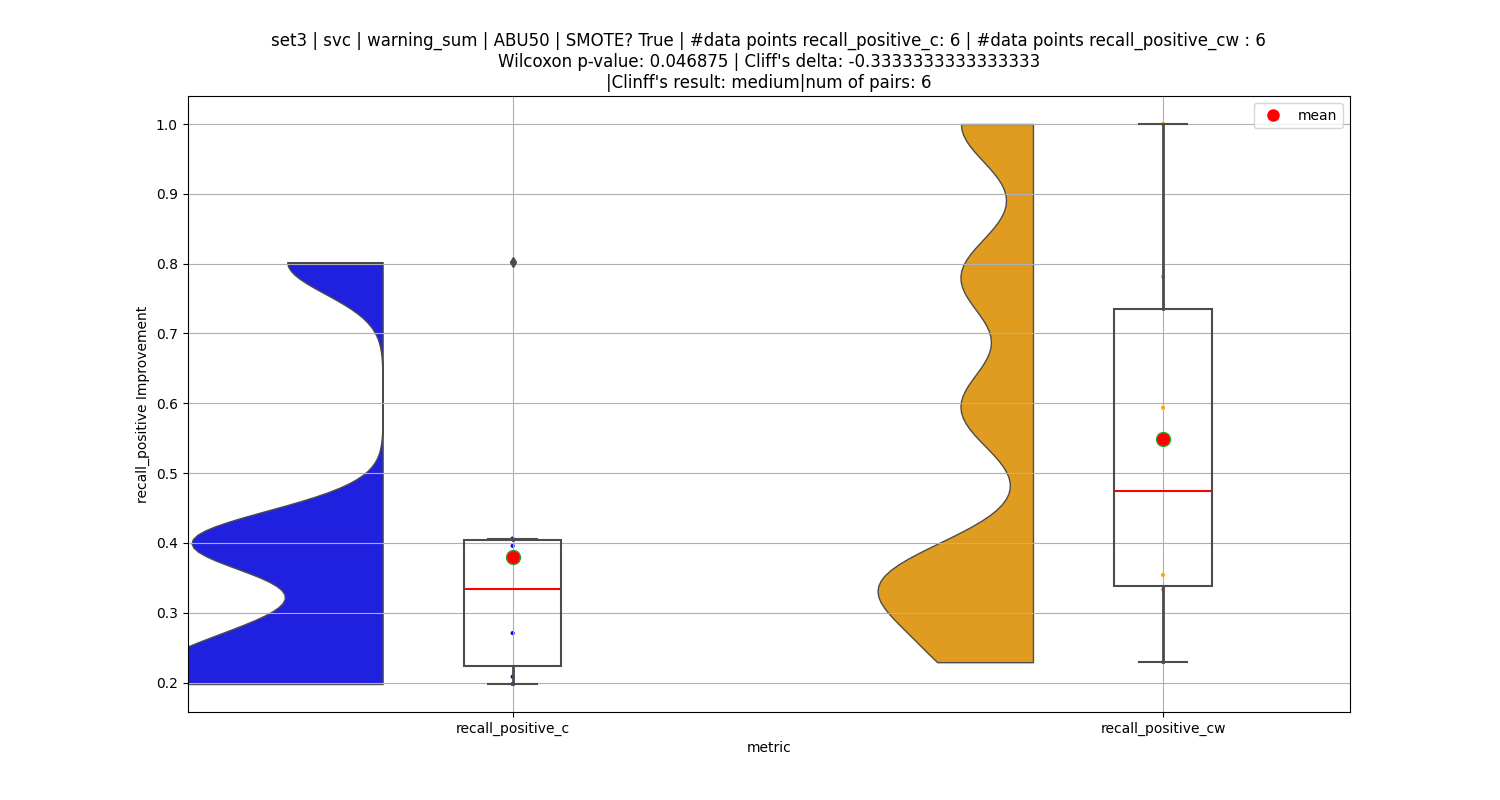 set3 | svc | warning_sum | ABU50 | SMOTE? True | #data points recall_positive_c: 6 | #data points recall_positive_cw : 6
Wilcoxon p-value: 0.046875 | Cliff's delta: -0.3333333333333333
|Clinff's result: medium|num of pairs: 6
mean
1.0
0.9
0.8
0.7
0.6
0.5
0.4
0.3
0.2
recall_positive Improvement
recall_positive_c
recall_positive_cw
metric